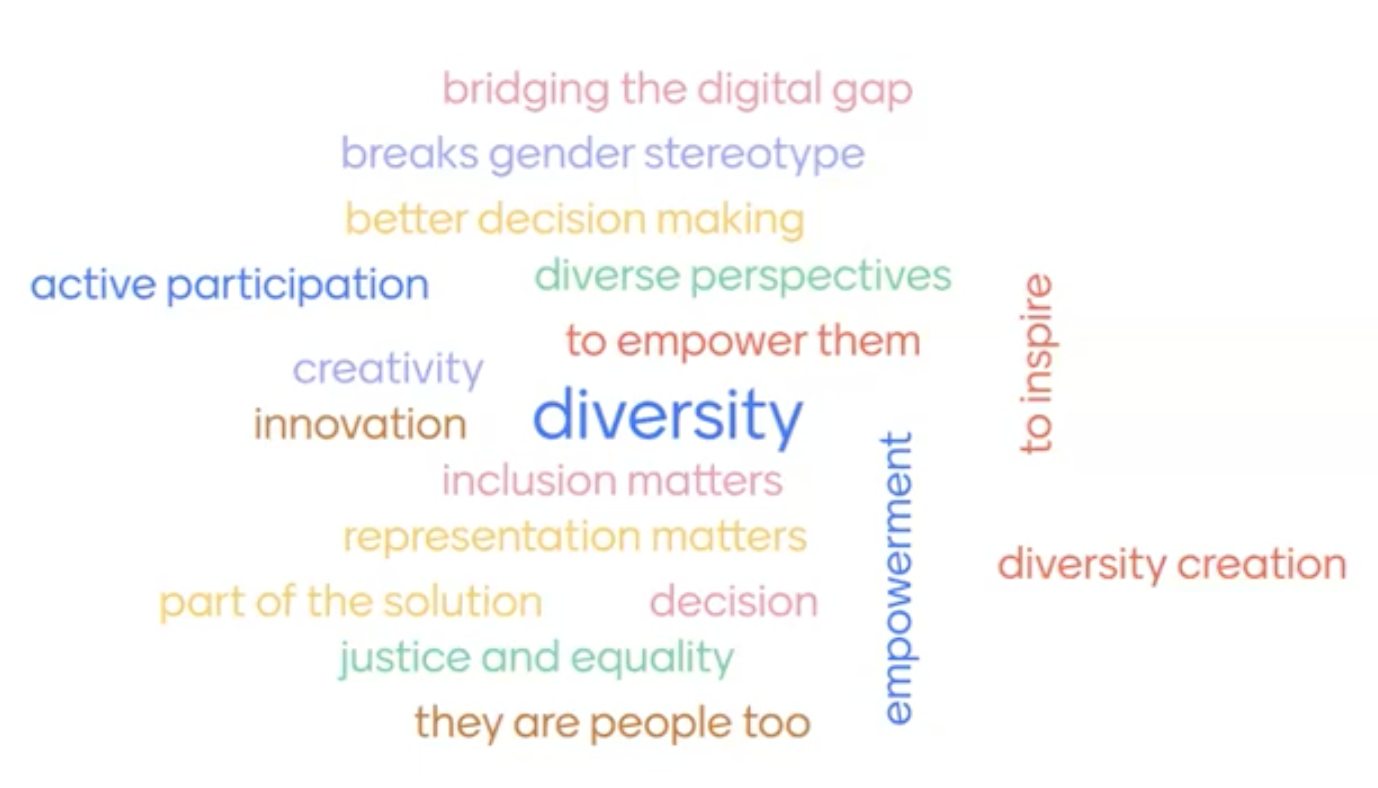 bridging the digital gap
breaks gender stereotype
better decision making
active participation
diverse perspectives
to empower them
to inspire
creativity
diversity
innovation
inclusion matters
empowerment
representation matters
diversity creation
part of the solution
decision
justice and equality
they are people too